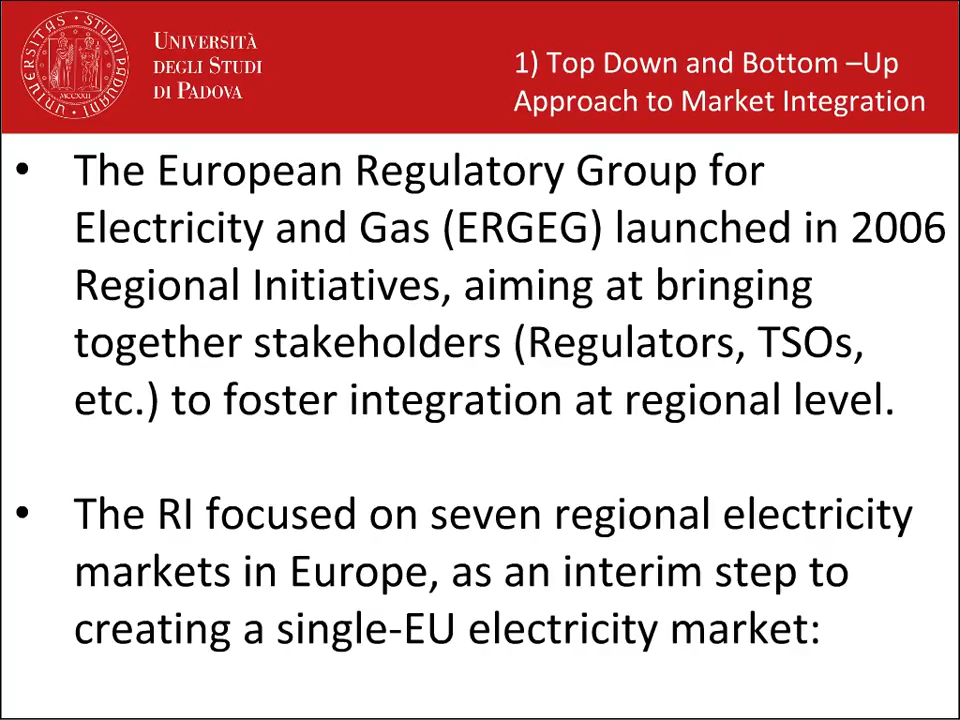 UNIVERSITÀ
DEGLI STUDI
DI PADOVA
1) Top Down and Bottom –Up
Approach to Market Integration
• The European Regulatory Group for
Electricity and Gas (ERGEG) launched in 2006
Regional Initiatives, aiming at bringing
together stakeholders (Regulators, TSOs,
etc.) to foster integration at regional level.
• The RI focused on seven regional electricity
markets in Europe, as an interim step to
creating a single-EU electricity market: